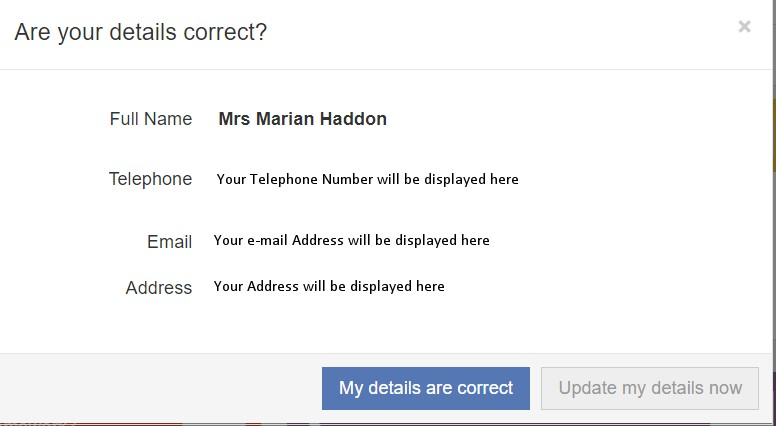 Are your details correct?
×
Full Name Mrs Marian Haddon
Telephone Your Telephone Number will be displayed here
Email Your e-mail Address will be displayed here
Address Your Address will be displayed here
My details are correct Update my details now